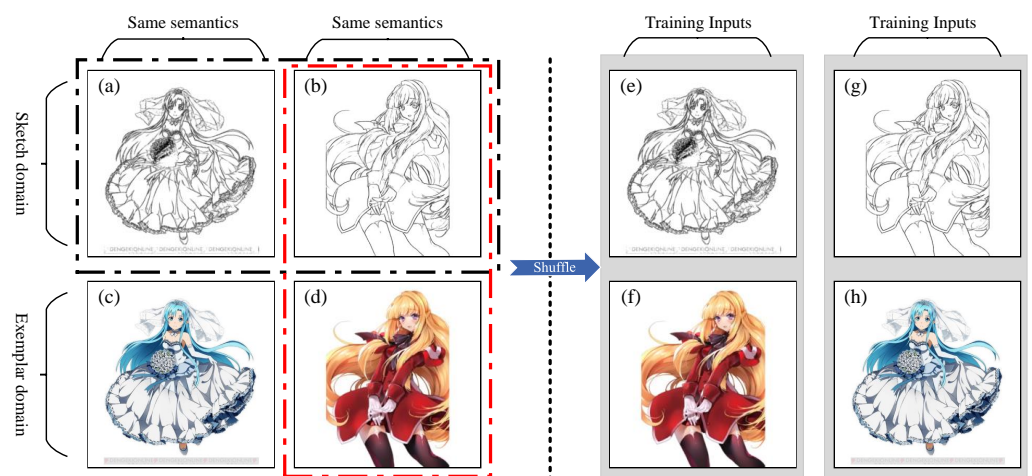 Same semantics
Same semantics
Training Inputs
Training Inputs
Sketch domain
(a)
(b)
(e)
(g)
Shuffle
Exemplar domain
(c)
(d)
(f)
(h)